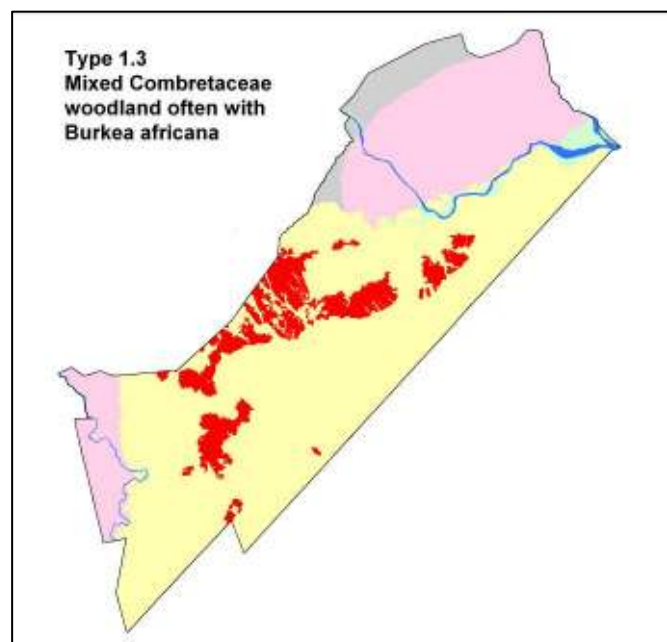 Type 1.3
Mixed Combretaceae
woodland often with
Burkea africana